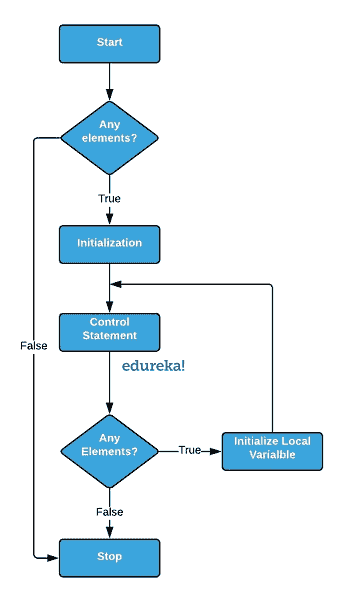 Start
Any
elements?
True
Initialization
Control
Statement
False
edureka!
Any
Elements?
True
Initialize Local
Varialble
False
Stop